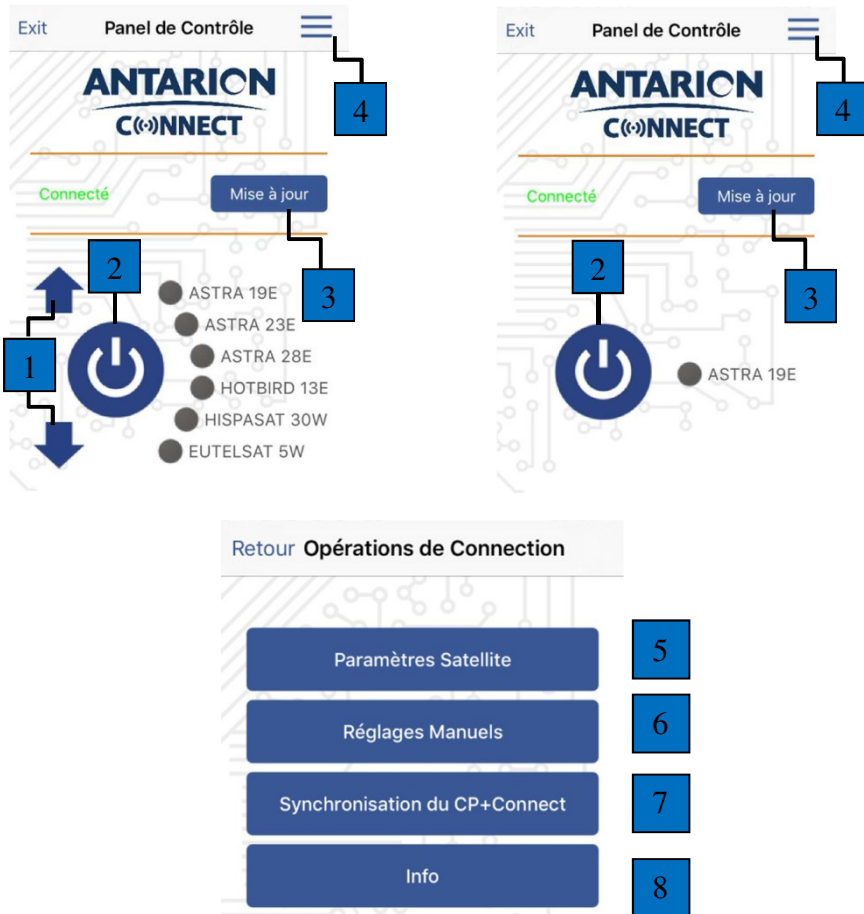 Exit Panel de Contrôle
4
ANTARION
C((•))NNECT
Connecté Mise à jour
3
2
1
ASTRA 19E
ASTRA 23E
ASTRA 28E
HOTBIRD 13E
HISPASAT 30W
EUTELSAT 5W
Exit Panel de Contrôle
4
ANTARION
C((•))NNECT
Connecté Mise à jour
3
2
ASTRA 19E
Retour Opérations de Connection
Paramètres Satellite 5
Réglages Manuels 6
Synchronisation du CP+Connect 7
Info 8